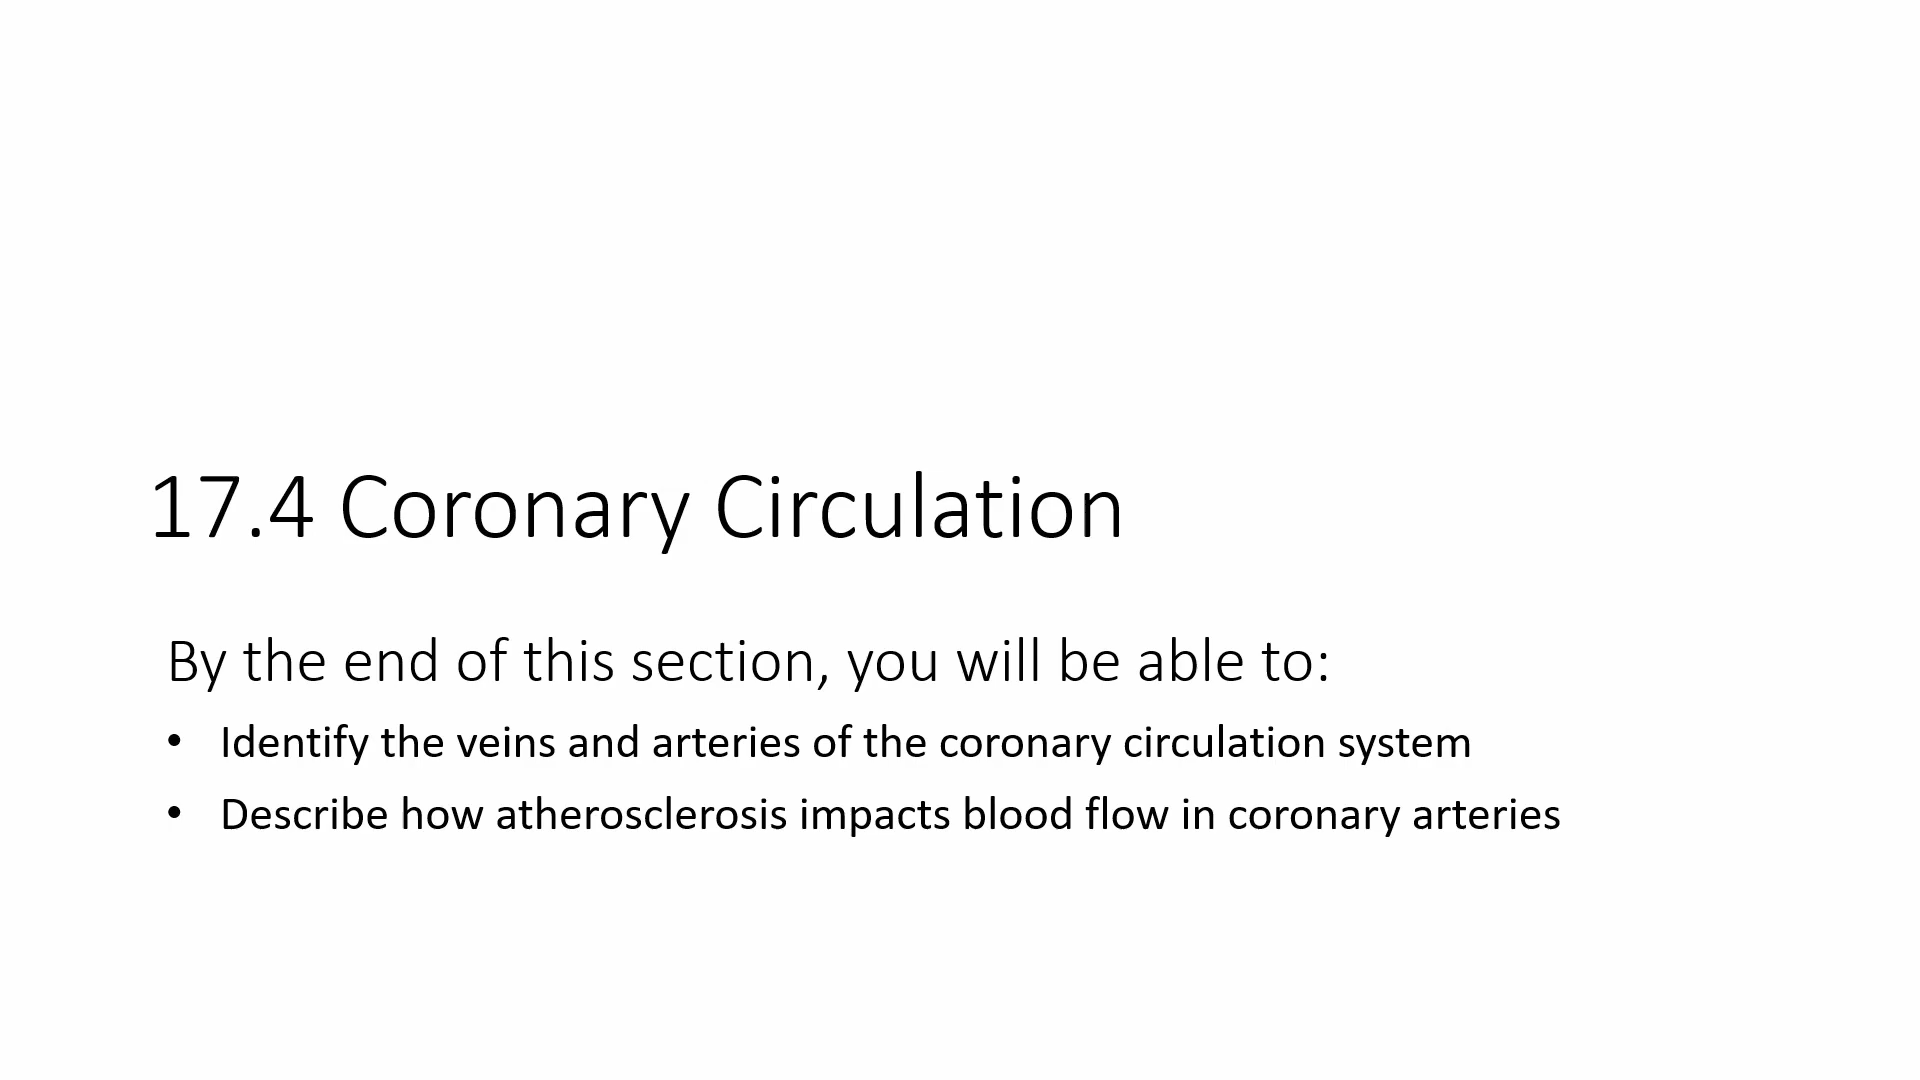 17.4 Coronary Circulation
By the end of this section, you will be able to:
• Identify the veins and arteries of the coronary circulation system
• Describe how atherosclerosis impacts blood flow in coronary arteries